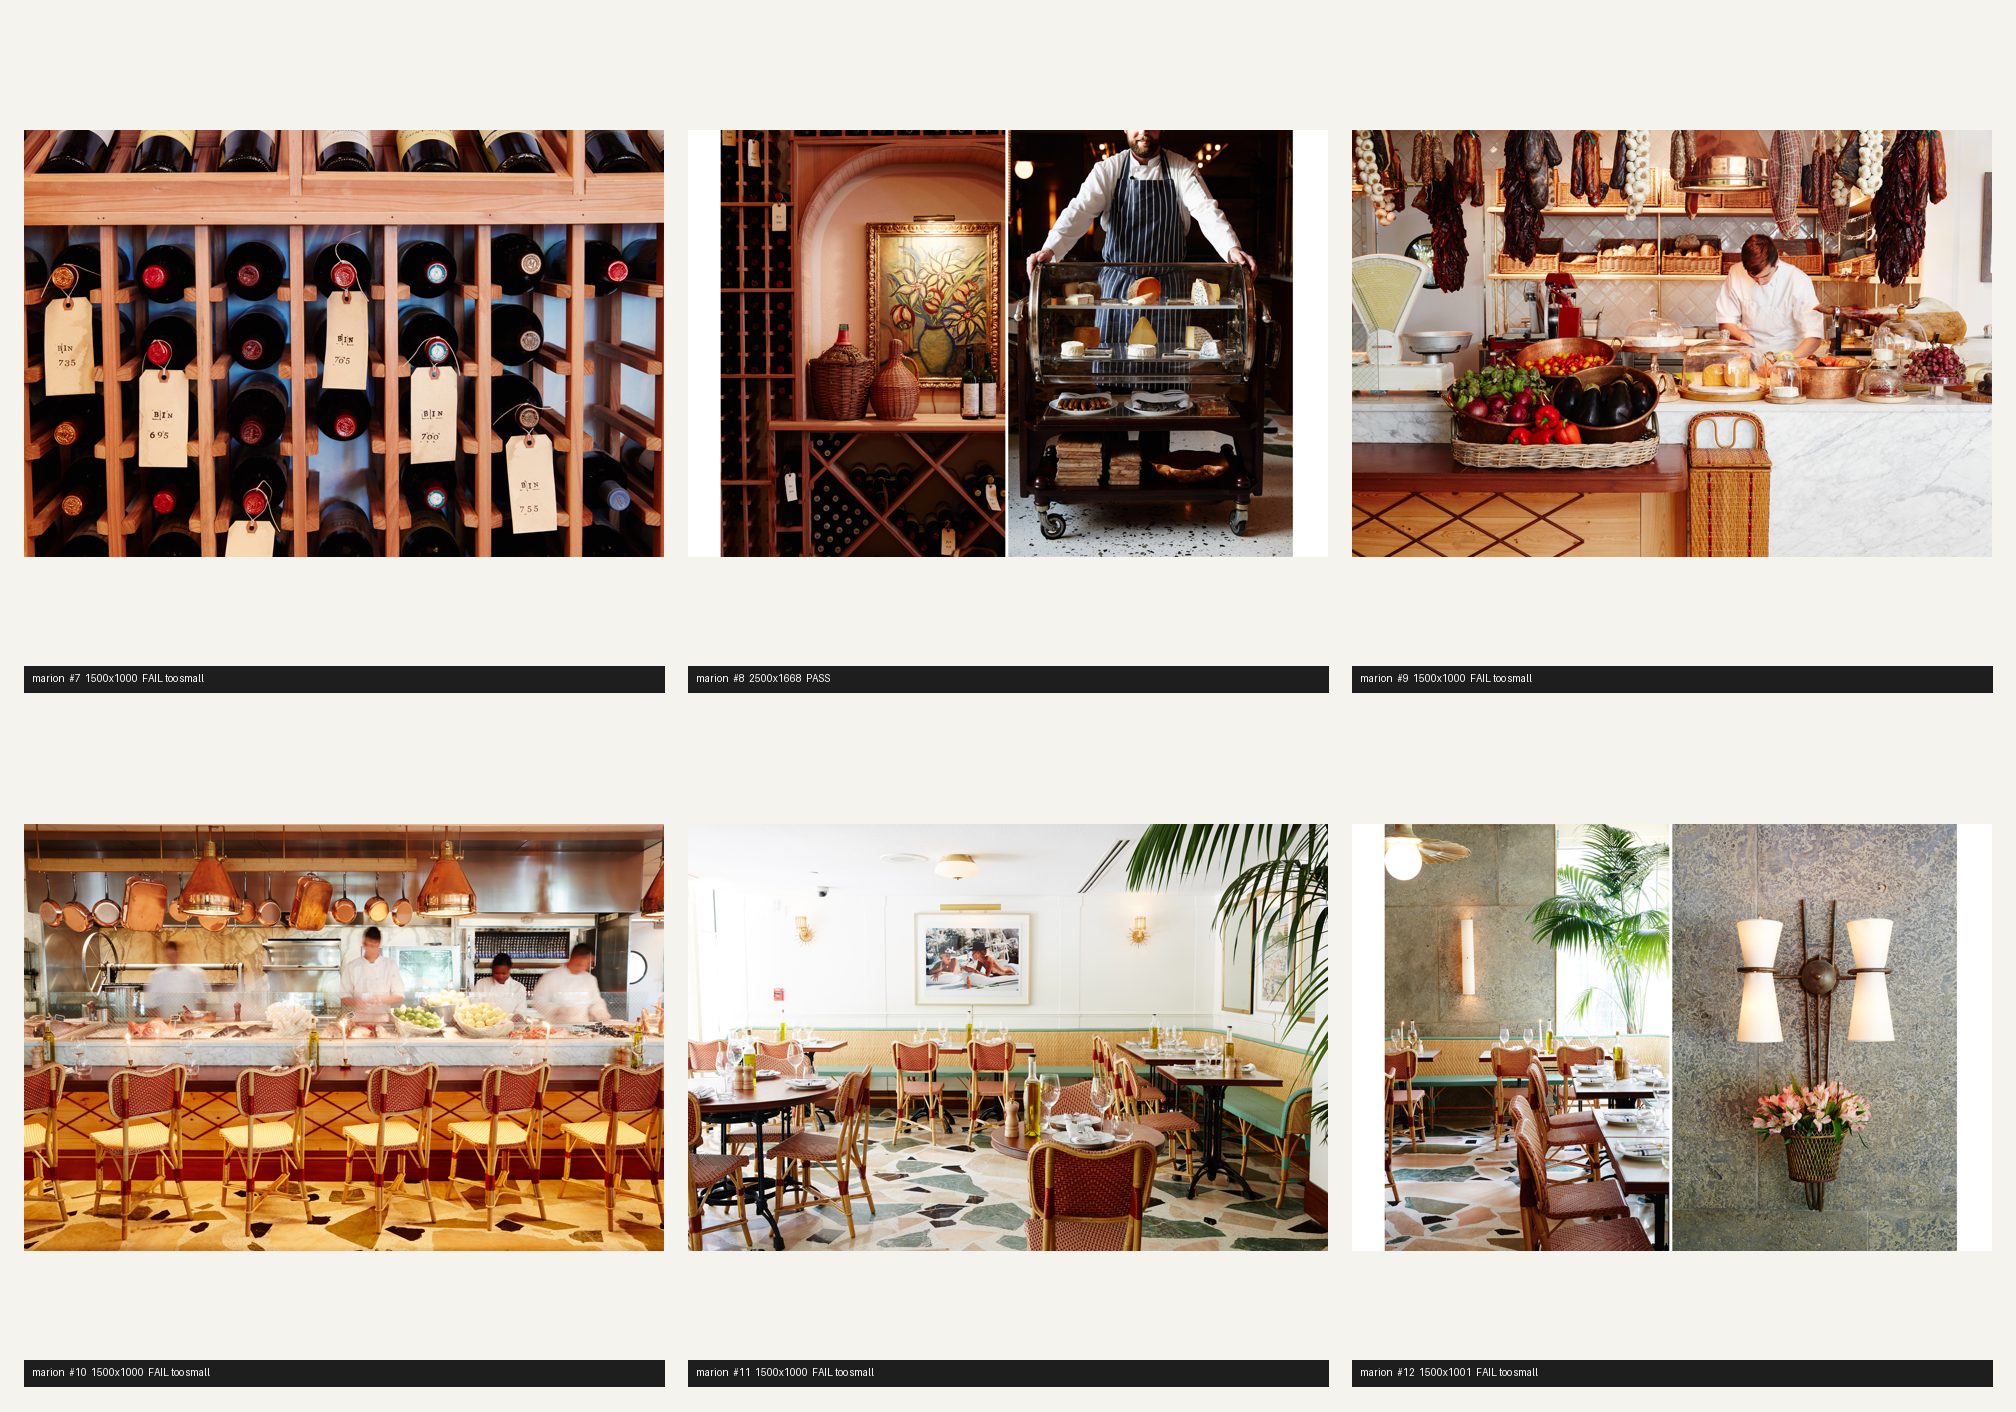 BIN
735
BIN
695
BIN
765
BIN
700
BIN
755
marion #7 1500x1000 FAIL toosmall
marion #8 2500x1668 PASS
marion #9 1500x1000 FAIL toosmall
marion #10 1500x1000 FAIL toosmall
marion #11 1500x1000 FAIL toosmall
marion #12 1500x1001 FAIL toosmall